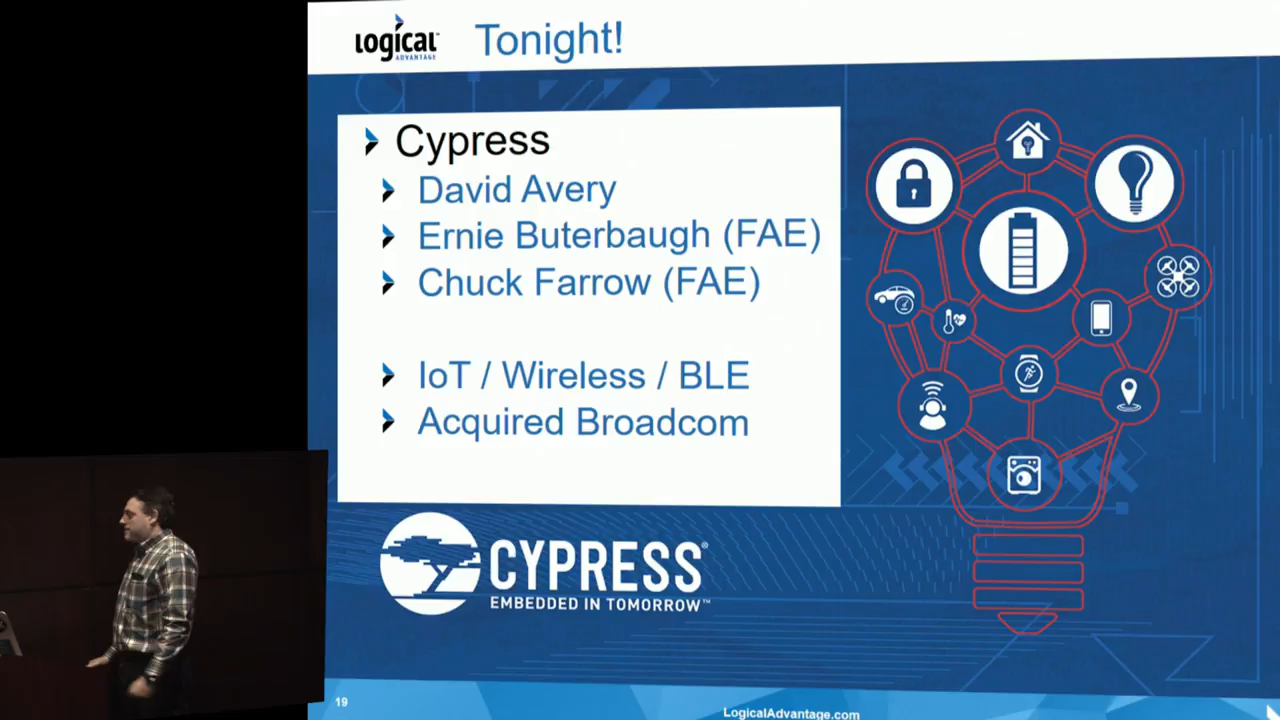 Logical
ADVANTAGE
Tonight!
Cypress
David Avery
Ernie Buterbaugh (FAE)
Chuck Farrow (FAE)
IoT / Wireless / BLE
Acquired Broadcom
CYPRESS®
EMBEDDED IN TOMORROW™
19
LogicalAdvantage.com